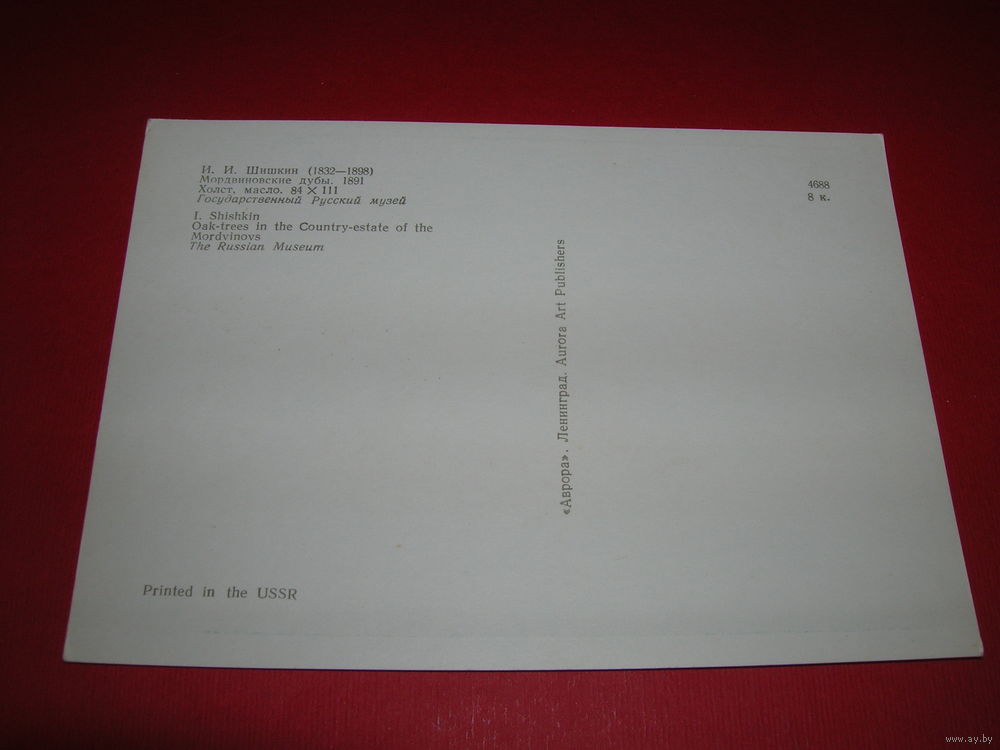 И. И. Шишкин (1832—1898)
Мордвиновские дубы. 1891
Холст, масло. 84 × 111
Государственный Русский музей
I. Shishkin
Oak-trees in the Country-estate of the
Mordvinovs
The Russian Museum
4688
8 к.
«Аврора». Ленинград. Aurora Art Publishers
Printed in the USSR
www.ay.by